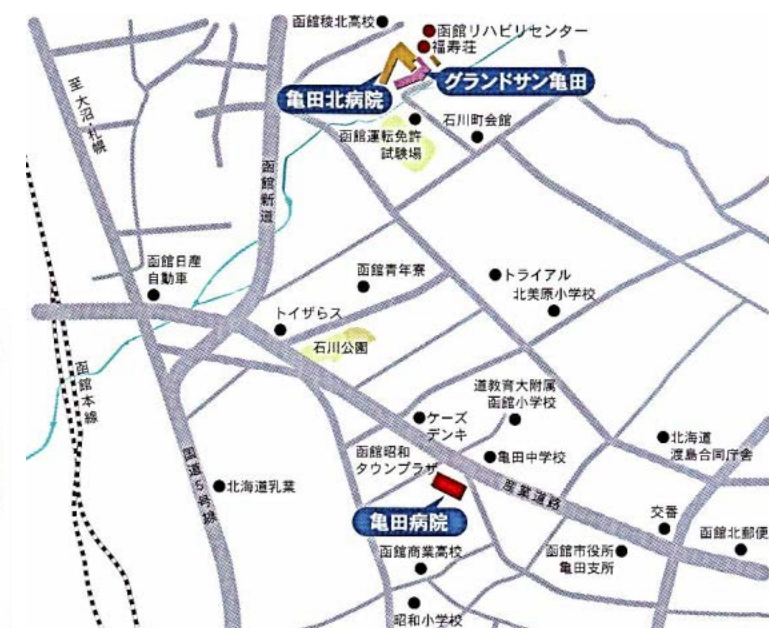 函館稜北高校
函館リハビリセンター
福寿荘
亀田北病院
グランドサン亀田
至大沼・札幌
函館新道
函館運転免許
試験場
石川町会館
函館日産
自動車
函館青年寮
トライアル
北美原小学校
トイザらス
石川公園
函館本線
道教育大附属
函館小学校
ケーズ
デンキ
函館昭和
タウンプラザ
亀田中学校
北海道
渡島合同庁舎
国道5号線
北海道乳業
産業道路
亀田病院
交番
函館北郵便
函館商業高校
函館市役所
亀田支所
昭和小学校